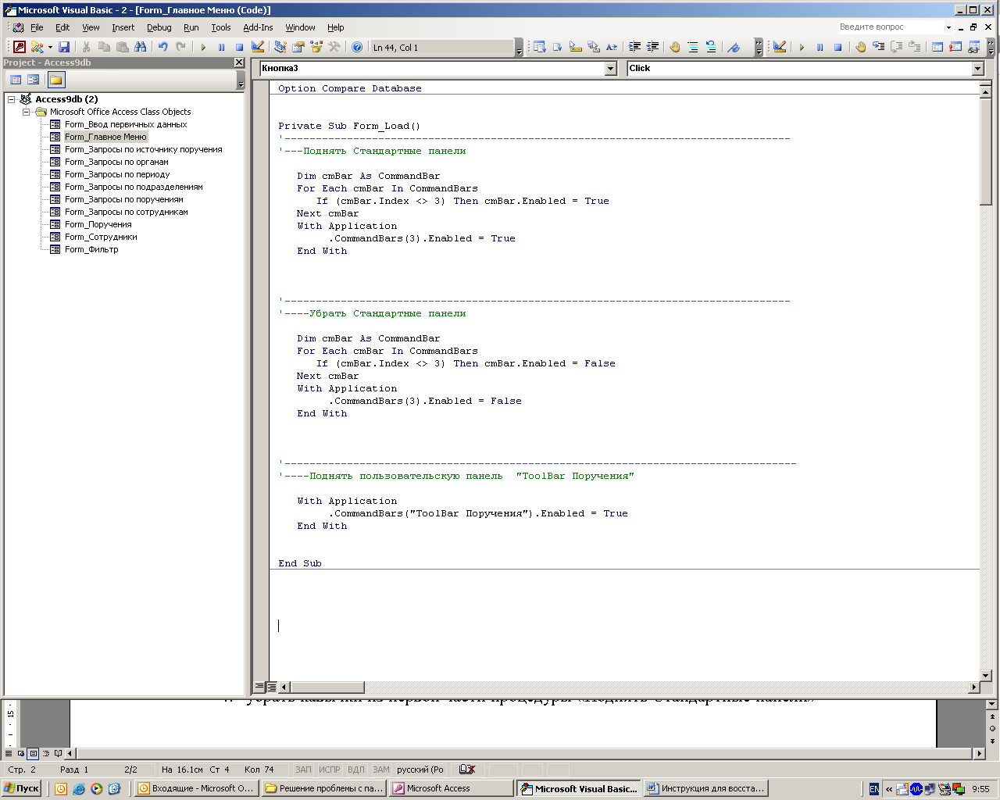 Microsoft Visual Basic - 2 - [Form_Главное Меню (Code)]
File Edit View Insert Debug Run Tools Add-Ins Window Help
Введите вопрос
Ln 44, Col 1
Project - Access9db
Кнопка3
Click
Access9db (2)
Microsoft Office Access Class Objects
Form_Ввод первичных данных
Form_Главное Меню
Form_Запросы по источнику поручения
Form_Запросы по органам
Form_Запросы по периоду
Form_Запросы по подразделениям
Form_Запросы по поручениям
Form_Запросы по сотрудникам
Form_Поручения
Form_Сотрудники
Form_Фильтр
Option Compare Database
Private Sub Form_Load()
'---------------------------------------------------------------------------------
'---Поднять Стандартные панели
Dim cmBar As CommandBar
For Each cmBar In CommandBars
If (cmBar.Index <> 3) Then cmBar.Enabled = True
Next cmBar
With Application
.CommandBars(3).Enabled = True
End With
'---------------------------------------------------------------------------------
'----Убрать Стандартные панели
Dim cmBar As CommandBar
For Each cmBar In CommandBars
If (cmBar.Index <> 3) Then cmBar.Enabled = False
Next cmBar
With Application
.CommandBars(3).Enabled = False
End With
'----------------------------------------------------------------------------------
'----Поднять пользовательскую панель  "ToolBar Поручения"
With Application
.CommandBars("ToolBar Поручения").Enabled = True
End With
End Sub
15
Стр. 2 Разд 1 2/2 На 16.1см Ст 4 Кол 74 ЗАП ИСПР ВДЛ ЗАМ русский (Ро
Пуск
Входящие - Microsoft O...
Решение проблемы с па...
Microsoft Access
Microsoft Visual Basic...
Инструкция для восста...
EN
«
9:55